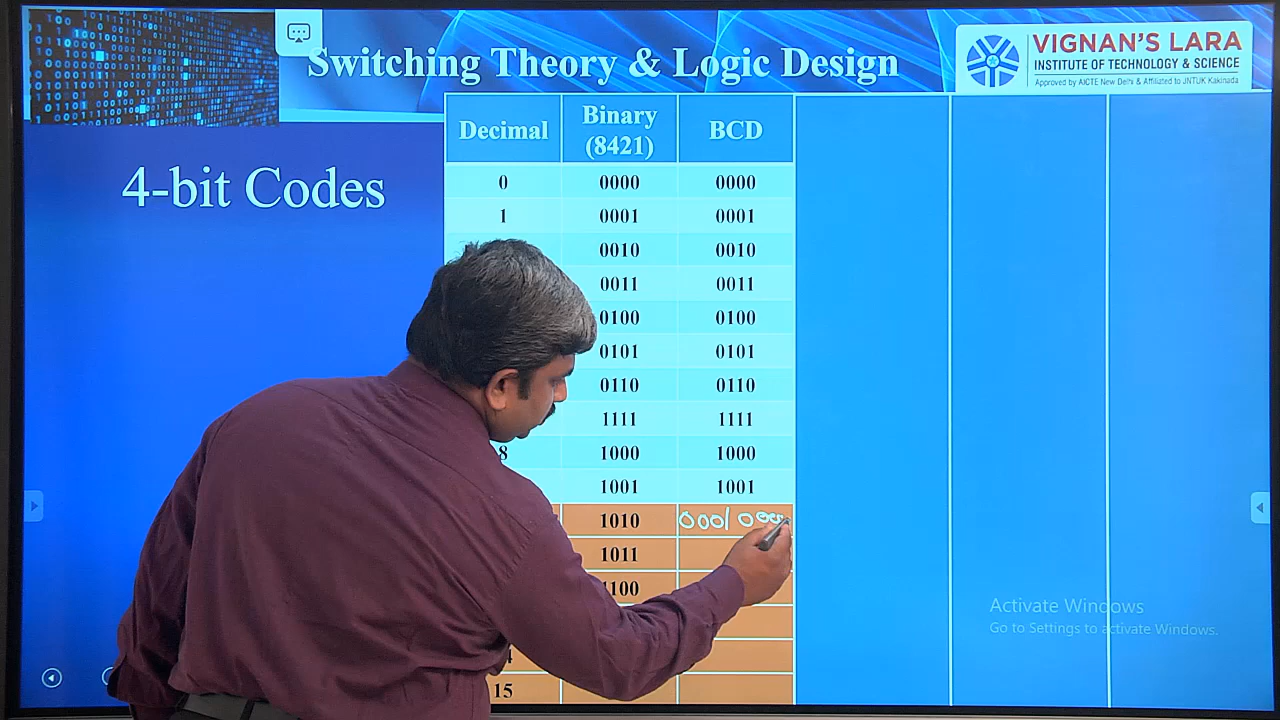 Switching Theory & Logic Design
VIGNAN'S LARA
INSTITUTE OF TECHNOLOGY & SCIENCE
Approved by AICTE New Delhi & Affiliated to JNTUK Kakinada
4-bit Codes
Decimal Binary (8421) BCD
0 0000 0000
1 0001 0001
0010 0010
0011 0011
0100 0100
0101 0101
0110 0110
1111 1111
8 1000 1000
1001 1001
1010 0001 000
1011
1100
15
Activate Windows
Go to Settings to activate Windows.